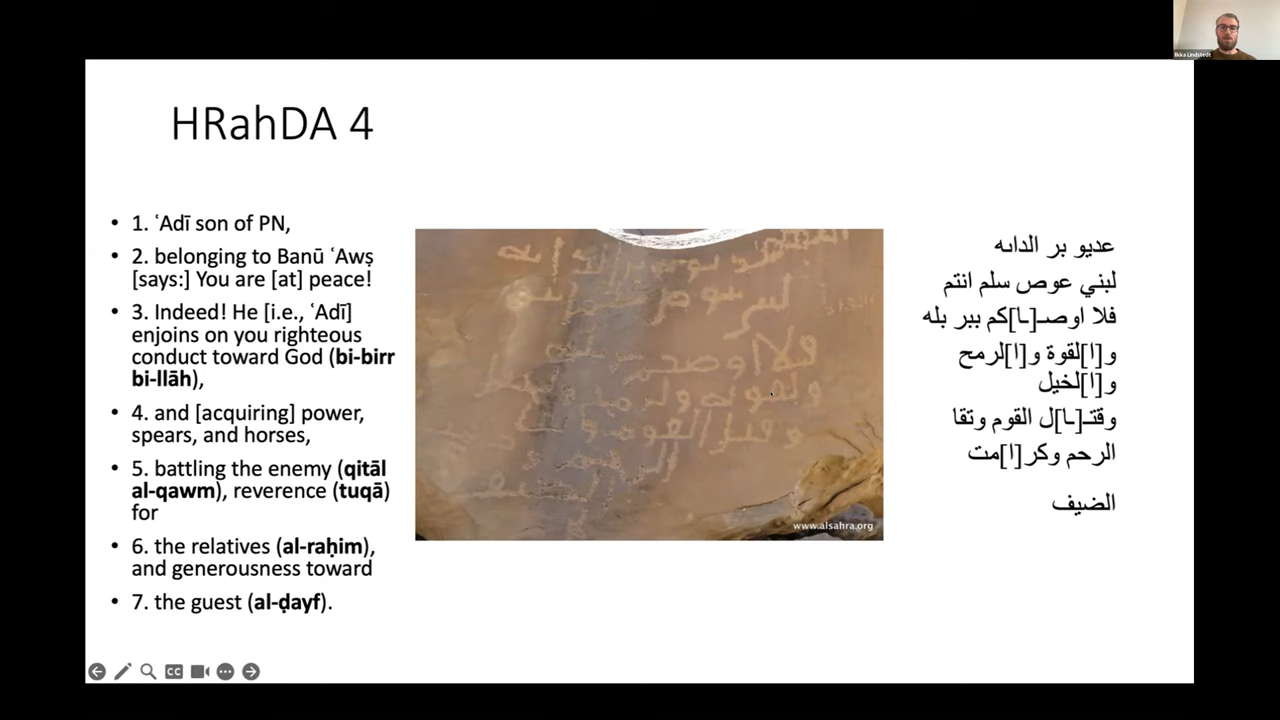 Ilkka Lindstedt
HRahDA 4
• 1. ʿAdī son of PN,
• 2. belonging to Banū ʿAwṣ
[says:] You are [at] peace!
• 3. Indeed! He [i.e., ʿAdī]
enjoins on you righteous
conduct toward God (bi-birr
bi-llāh),
• 4. and [acquiring] power,
spears, and horses,
• 5. battling the enemy (qitāl
al-qawm), reverence (tuqā)
for
• 6. the relatives (al-raḥim),
and generousness toward
• 7. the guest (al-ḍayf).
www.alsahra.org
عديو بر الداٮه
لبني عوص سلم انتم
فلا اوصـ[ـا]كم ببر بله
و[ا]لقوة و[ا]لرمح
و[ا]لخيل
وقتـ[ـا]ل القوم وتقا
الرحم وكر[ا]مت
الضيف
CC